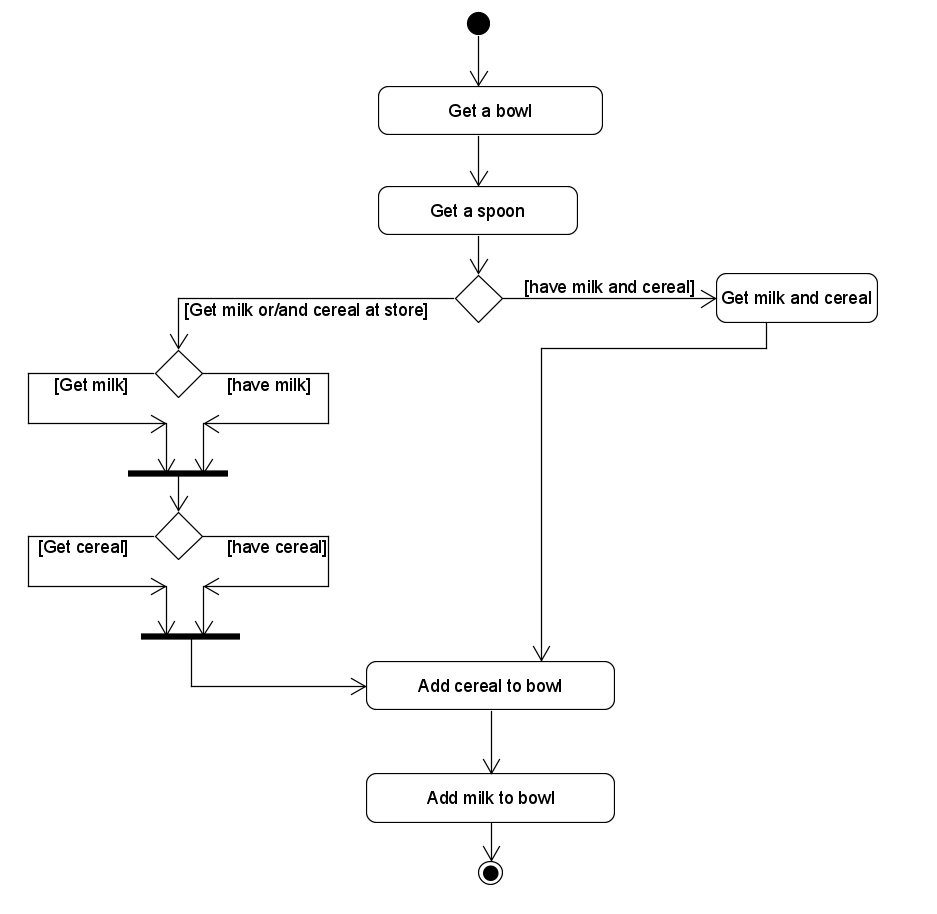 Get a bowl
Get a spoon
[have milk and cereal]
Get milk and cereal
[Get milk or/and cereal at store]
[Get milk]
[have milk]
[Get cereal]
[have cereal]
Add cereal to bowl
Add milk to bowl